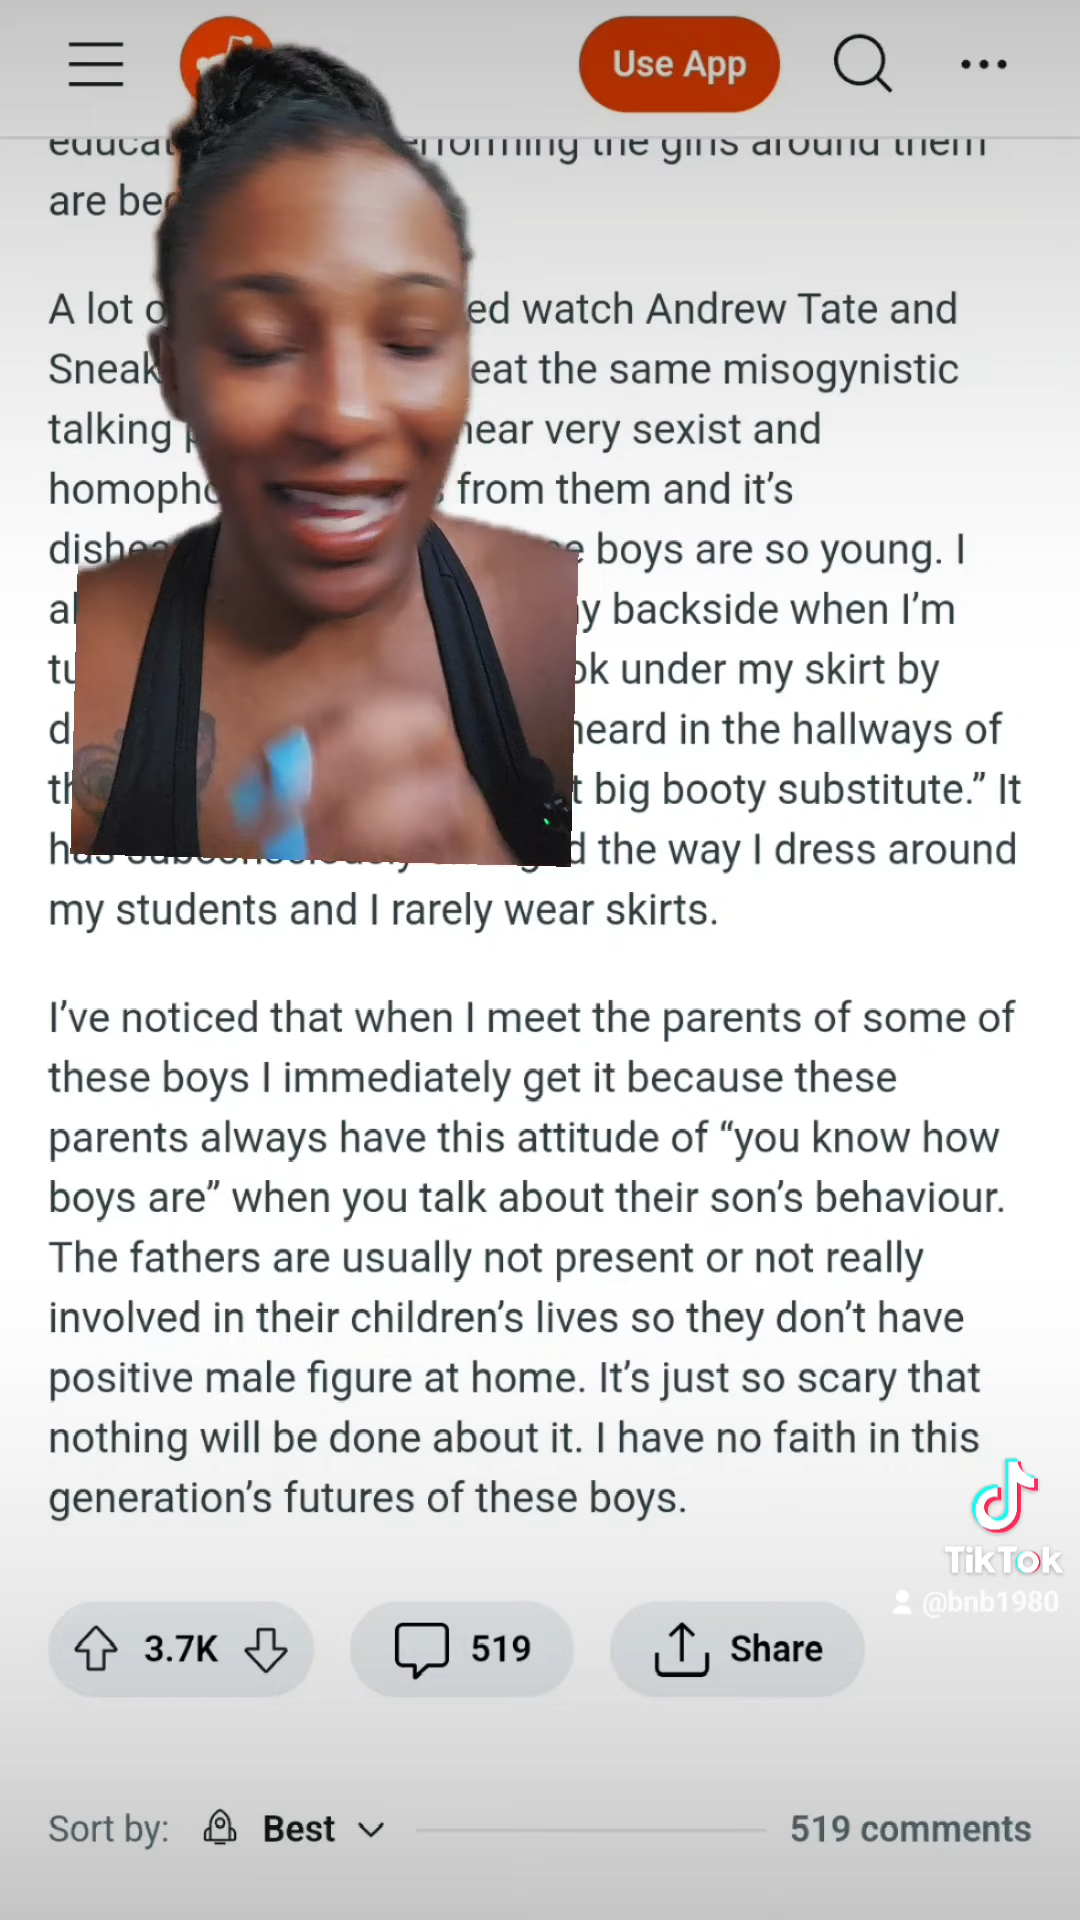 Use App
the girls around them
are
A lot watch Andrew Tate and
the same misogynistic
talking very sexist and
from them and it’s
boys are so young. I
backside when I’m
under my skirt by
in the hallways of
big booty substitute.” It
the way I dress around
my students and I rarely wear skirts.
I’ve noticed that when I meet the parents of some of
these boys I immediately get it because these
parents always have this attitude of “you know how
boys are” when you talk about their son’s behaviour.
The fathers are usually not present or not really
involved in their children’s lives so they don’t have
positive male figure at home. It’s just so scary that
nothing will be done about it. I have no faith in this
generation’s futures of these boys.
TikTok
@bnb1980
3.7K 519 Share
Sort by: Best 519 comments